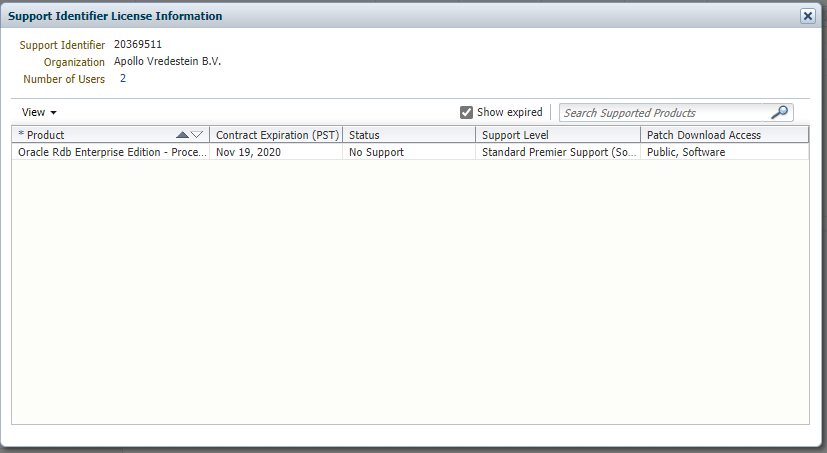 Support Identifier License Information
Support Identifier 20369511
Organization Apollo Vredestein B.V.
Number of Users 2
View Show expired Search Supported Products
* Product Contract Expiration (PST) Status Support Level Patch Download Access
Oracle Rdb Enterprise Edition - Proce... Nov 19, 2020 No Support Standard Premier Support (So... Public, Software